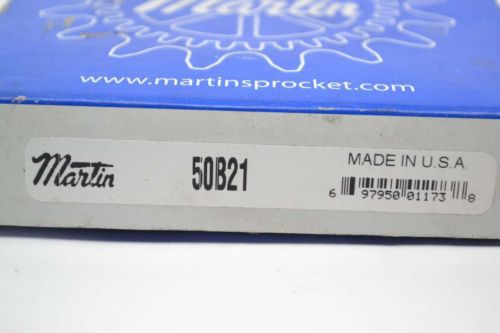 Martin
www.martinsprocket.com
Martin
50B21
MADE IN U.S.A.
6 97950 01173 8